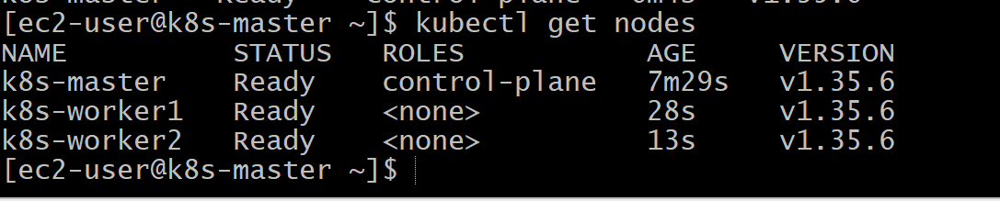 [ec2-user@k8s-master ~]$ kubectl get nodes
NAME STATUS ROLES AGE VERSION
k8s-master Ready control-plane 7m29s v1.35.6
k8s-worker1 Ready <none> 28s v1.35.6
k8s-worker2 Ready <none> 13s v1.35.6
[ec2-user@k8s-master ~]$